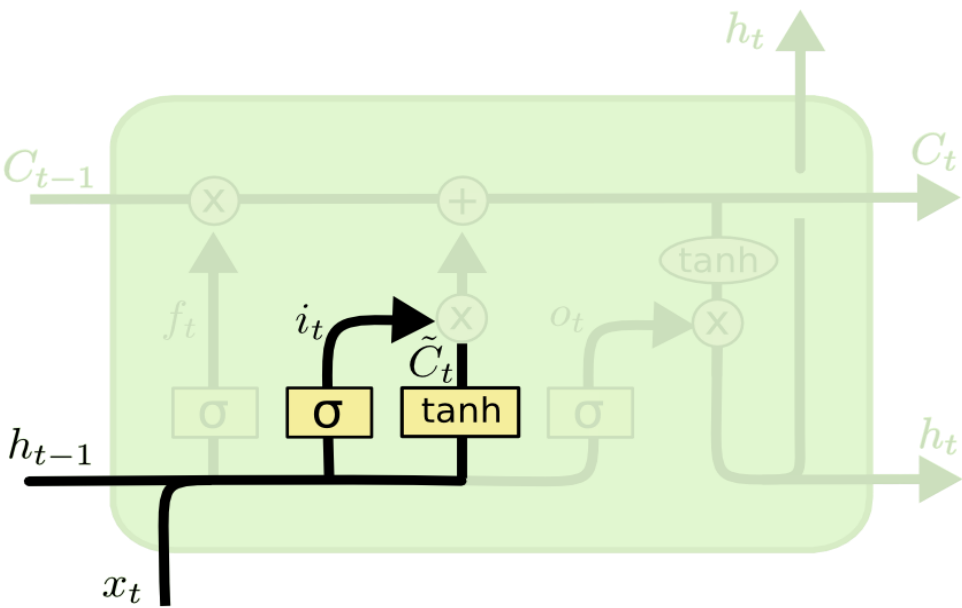 h_t
C_{t-1}
C_t
x
+
tanh
f_t
i_t
x
o_t
x
C̃_t
σ
σ
tanh
σ
h_{t-1}
h_t
x_t